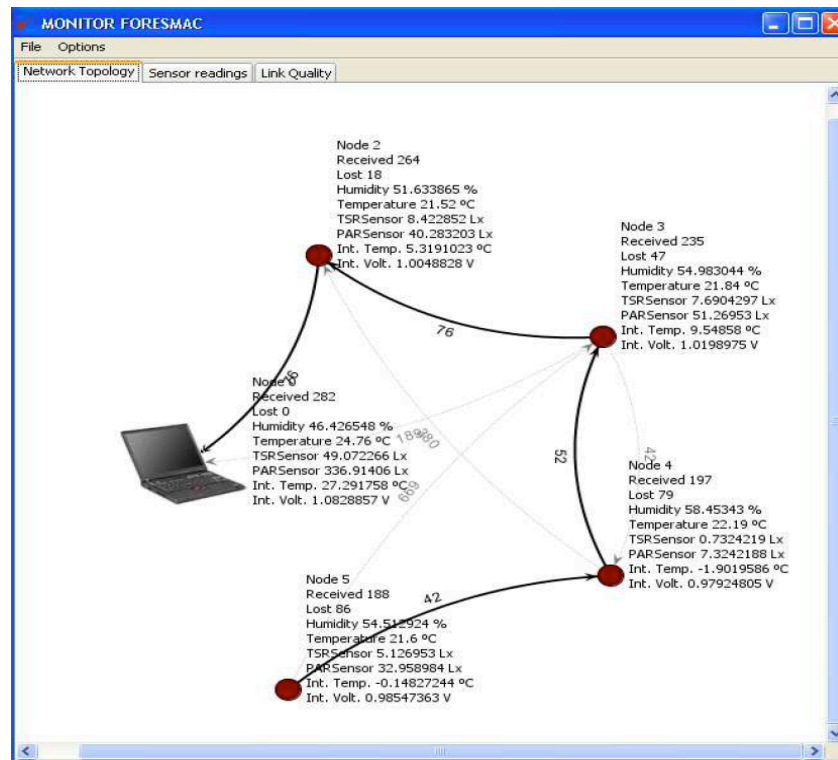 MONITOR FORESMAC
File Options
Network Topology Sensor readings Link Quality
Node 2
Received 264
Lost 18
Humidity 51.633865 %
Temperature 21.52 ºC
TSRSensor 8.422852 Lx
PARSensor 40.283203 Lx
Int. Temp. 5.3191023 ºC
Int. Volt. 1.0048828 V
Node 3
Received 235
Lost 47
Humidity 54.983044 %
Temperature 21.84 ºC
TSRSensor 7.6904297 Lx
PARSensor 51.26953 Lx
Int. Temp. 9.54858 ºC
Int. Volt. 1.0198975 V
76
Node 0
Received 282
Lost 0
Humidity 46.426548 %
Temperature 24.76 ºC
TSRSensor 49.072266 Lx
PARSensor 336.91406 Lx
Int. Temp. 27.291758 ºC
Int. Volt. 1.0828857 V
669
52
42
Node 4
Received 197
Lost 79
Humidity 58.45343 %
Temperature 22.19 ºC
TSRSensor 0.7324219 Lx
PARSensor 7.3242188 Lx
Int. Temp. -1.9019586 ºC
Int. Volt. 0.97924805 V
Node 5
Received 188
Lost 86
Humidity 54.512924 %
Temperature 21.6 ºC
TSRSensor 5.126953 Lx
PARSensor 32.958984 Lx
Int. Temp. -0.14827244 ºC
Int. Volt. 0.98547363 V
42